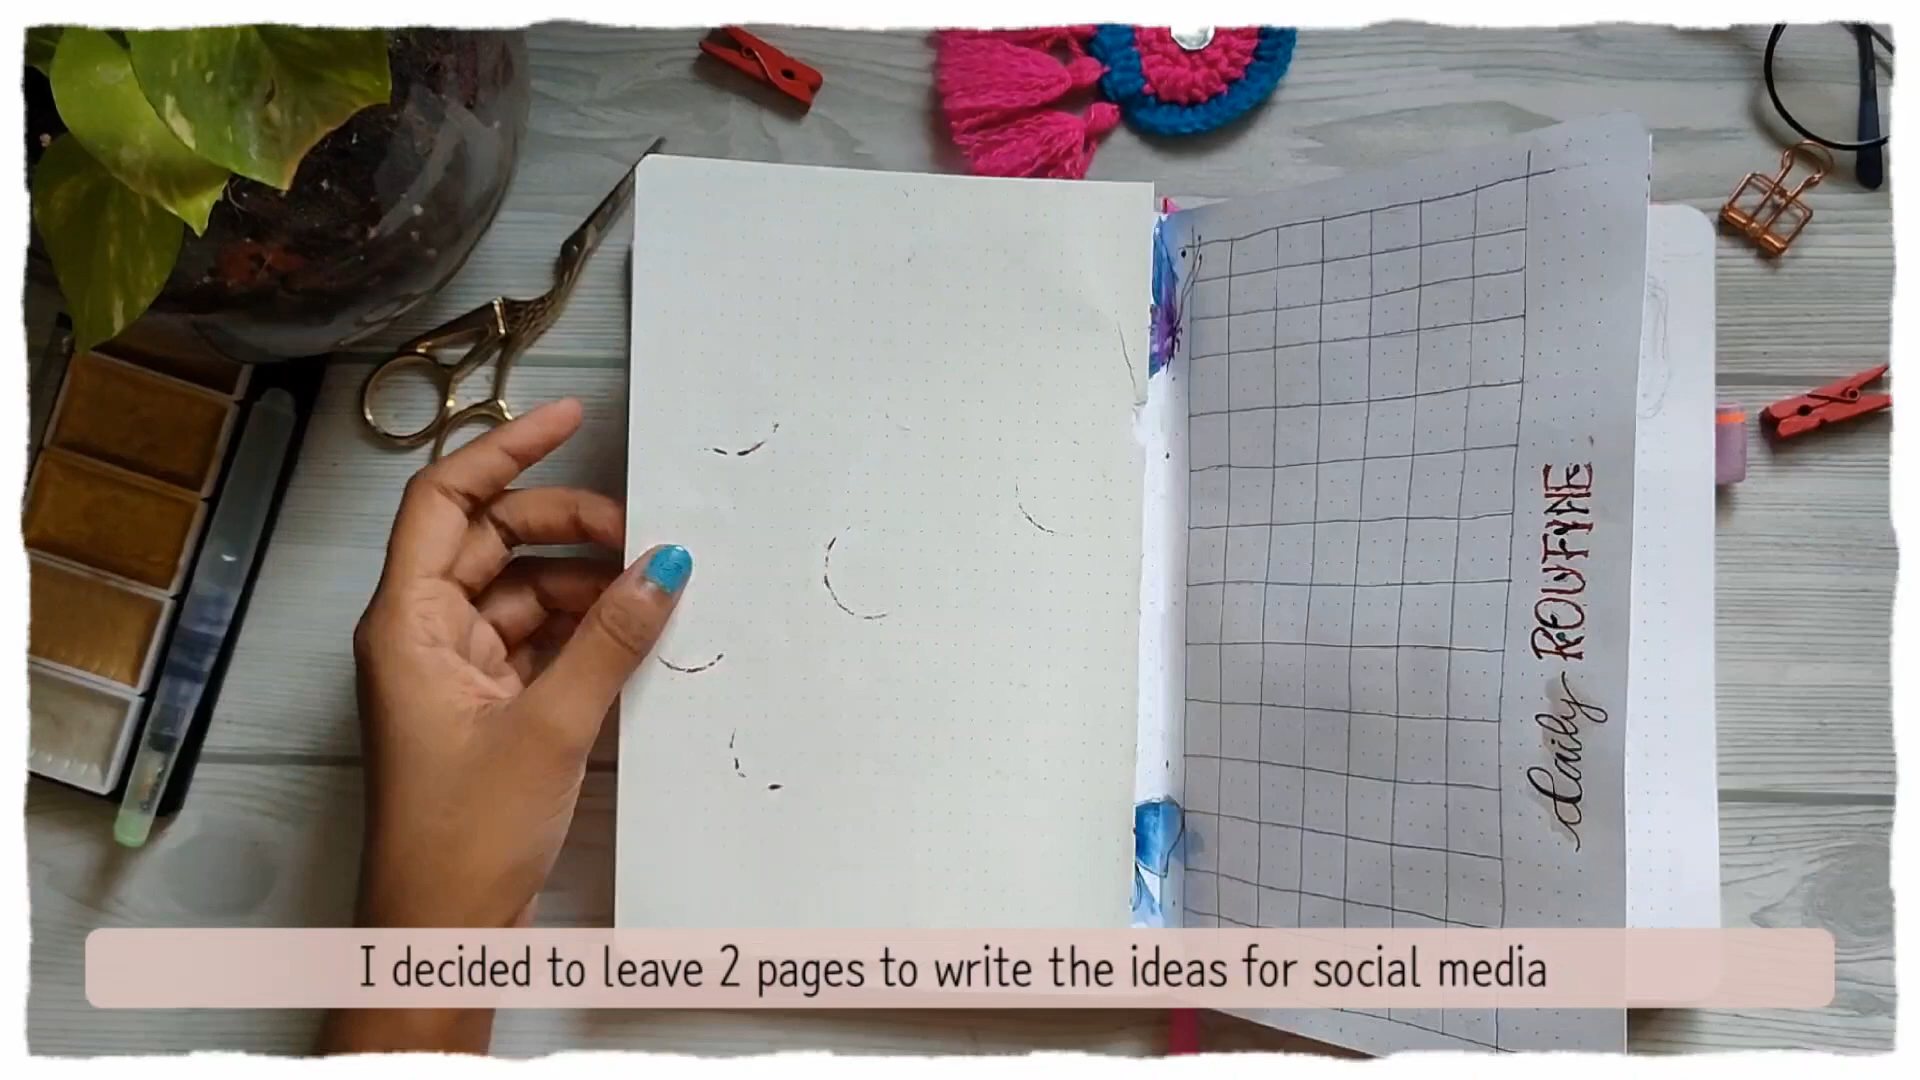 daily ROUTINE
I decided to leave 2 pages to write the ideas for social media